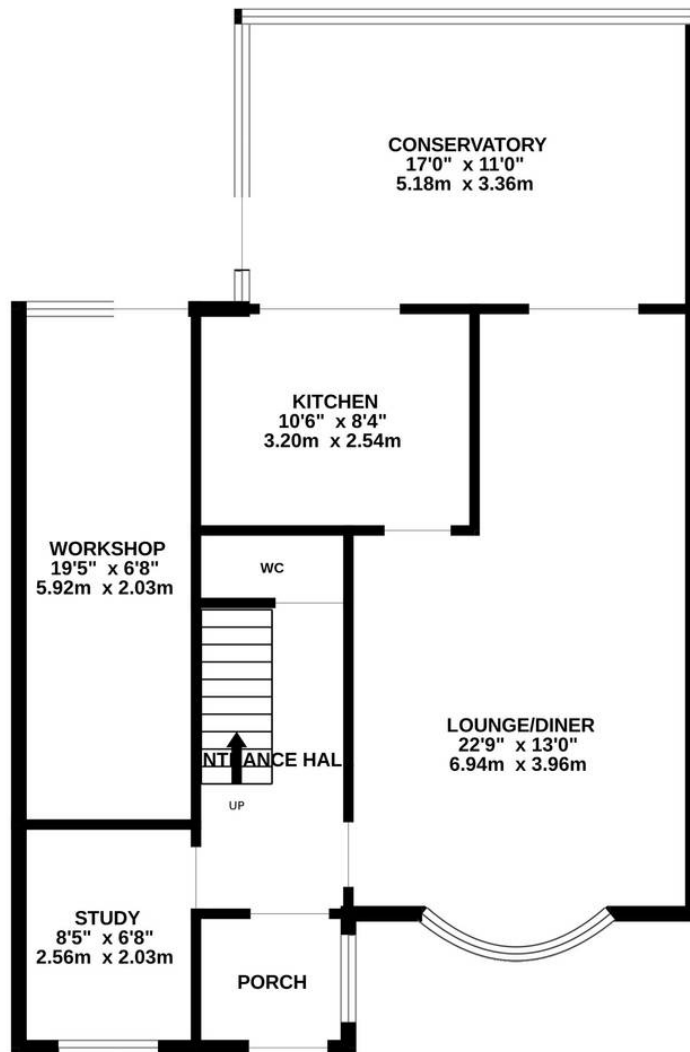 CONSERVATORY
17'0" x 11'0"
5.18m x 3.36m
KITCHEN
10'6" x 8'4"
3.20m x 2.54m
WORKSHOP
19'5" x 6'8"
5.92m x 2.03m
WC
LOUNGE/DINER
22'9" x 13'0"
6.94m x 3.96m
ENTRANCE HALL
UP
STUDY
8'5" x 6'8"
2.56m x 2.03m
PORCH